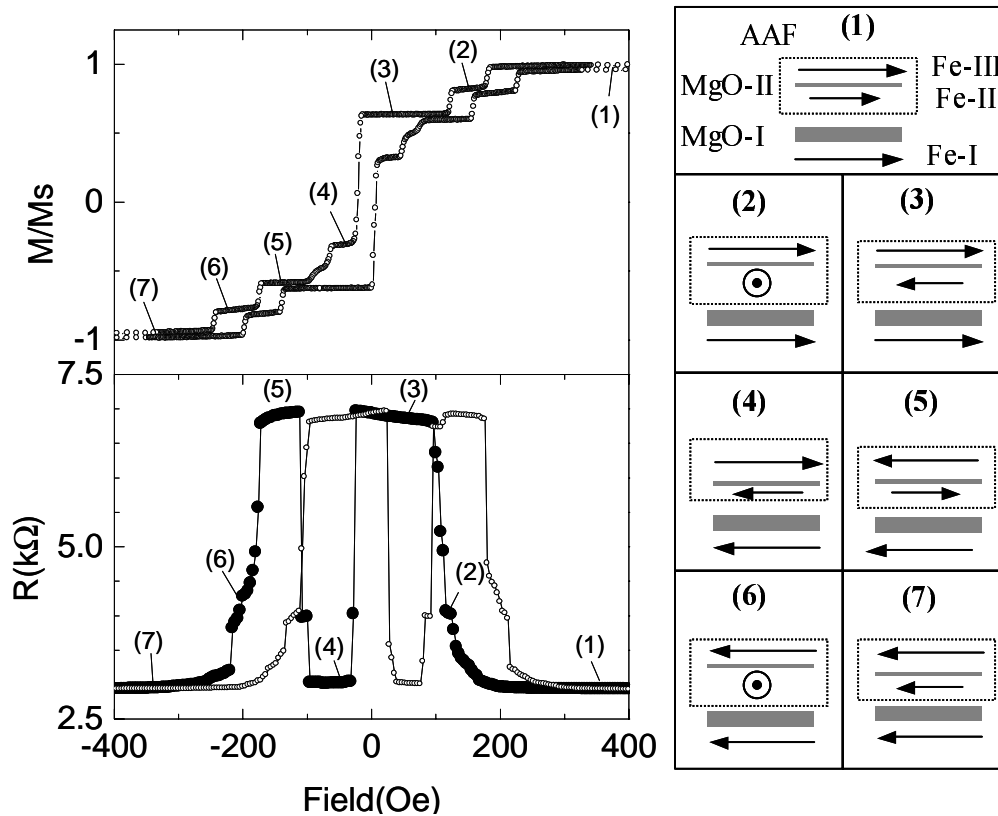 1
0
-1
M/Ms
(1)
(2)
(3)
(4)
(5)
(6)
(7)
7.5
5.0
2.5
R(kΩ)
(1)
(2)
(3)
(4)
(5)
(6)
(7)
-400 -200 0 200 400
Field(Oe)
AAF (1)
Fe-III
MgO-II Fe-II
MgO-I
Fe-I
(2) (3)
(4) (5)
(6) (7)